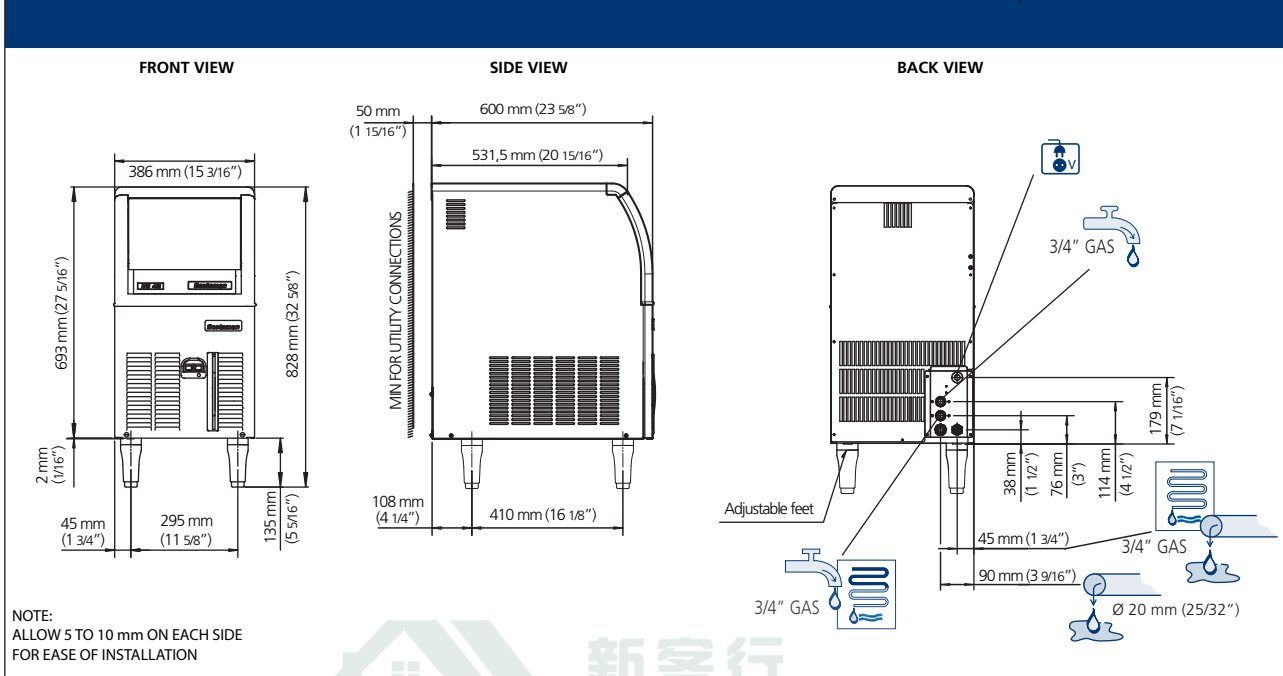 FRONT VIEW
SIDE VIEW
BACK VIEW
386 mm (15 3/16”)
693 mm (27 5/16”)
828 mm (32 5/8”)
2 mm
(1/16”)
45 mm
(1 3/4”)
295 mm
(11 5/8”)
135 mm
(5 5/16”)
50 mm
(1 15/16”)
600 mm (23 5/8”)
531,5 mm (20 15/16”)
MIN FOR UTILITY CONNECTIONS
108 mm
(4 1/4”)
410 mm (16 1/8”)
V
3/4” GAS
179 mm
(7 1/16”)
38 mm
(1 1/2”)
76 mm
(3”)
114 mm
(4 1/2”)
Adjustable feet
45 mm (1 3/4”)
3/4” GAS
90 mm (3 9/16”)
3/4” GAS
Ø 20 mm (25/32”)
NOTE:
ALLOW 5 TO 10 mm ON EACH SIDE
FOR EASE OF INSTALLATION
新客行